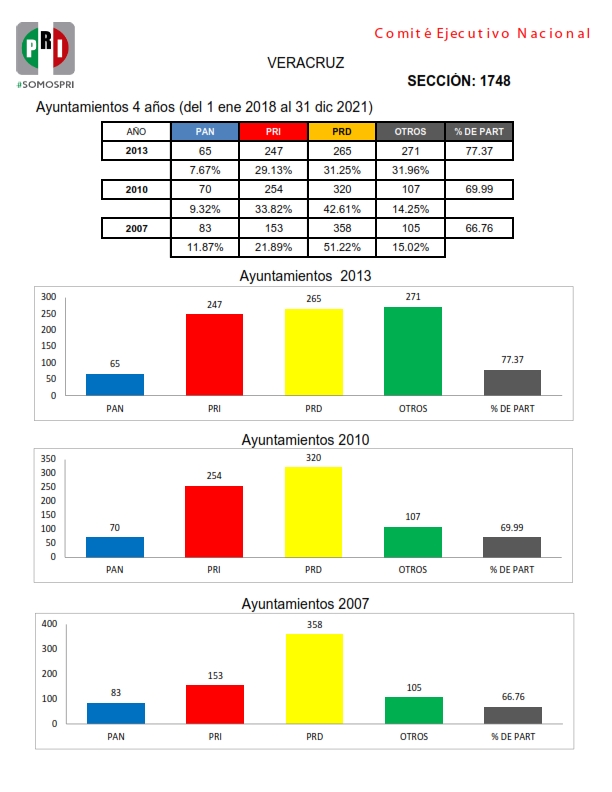 Comité Ejecutivo Nacional
PRI
#SOMOSPRI
VERACRUZ
SECCIÓN: 1748
Ayuntamientos 4 años (del 1 ene 2018 al 31 dic 2021)
AÑO PAN PRI PRD OTROS % DE PART
2013 65 247 265 271 77.37
7.67% 29.13% 31.25% 31.96%
2010 70 254 320 107 69.99
9.32% 33.82% 42.61% 14.25%
2007 83 153 358 105 66.76
11.87% 21.89% 51.22% 15.02%
Ayuntamientos 2013
300
250
200
150
100
50
0
65 247 265 271 77.37
PAN PRI PRD OTROS % DE PART
Ayuntamientos 2010
350
300
250
200
150
100
50
0
70 254 320 107 69.99
PAN PRI PRD OTROS % DE PART
Ayuntamientos 2007
400
300
200
100
0
83 153 358 105 66.76
PAN PRI PRD OTROS % DE PART